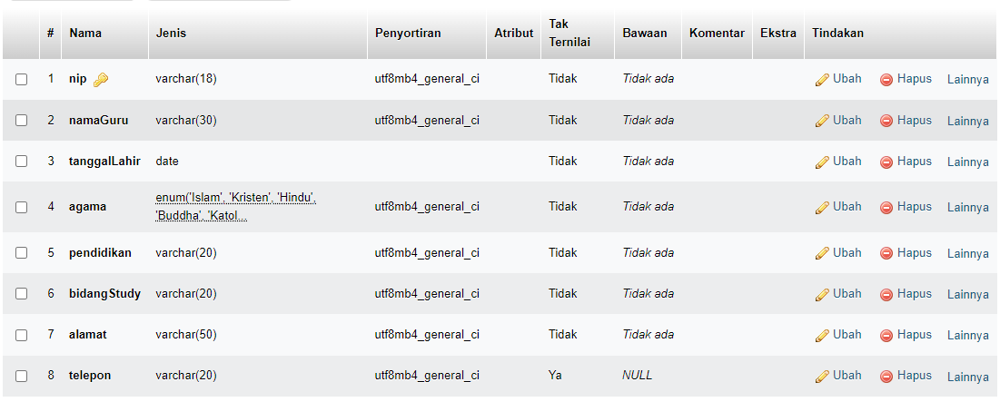 # Nama Jenis Penyortiran Atribut Tak Ternilai Bawaan Komentar Ekstra Tindakan
1 nip varchar(18) utf8mb4_general_ci Tidak Tidak ada Ubah Hapus Lainnya
2 namaGuru varchar(30) utf8mb4_general_ci Tidak Tidak ada Ubah Hapus Lainnya
3 tanggalLahir date Tidak Tidak ada Ubah Hapus Lainnya
4 agama enum('Islam', 'Kristen', 'Hindu', 'Buddha', 'Katol... utf8mb4_general_ci Tidak Tidak ada Ubah Hapus Lainnya
5 pendidikan varchar(20) utf8mb4_general_ci Tidak Tidak ada Ubah Hapus Lainnya
6 bidangStudy varchar(20) utf8mb4_general_ci Tidak Tidak ada Ubah Hapus Lainnya
7 alamat varchar(50) utf8mb4_general_ci Tidak Tidak ada Ubah Hapus Lainnya
8 telepon varchar(20) utf8mb4_general_ci Ya NULL Ubah Hapus Lainnya